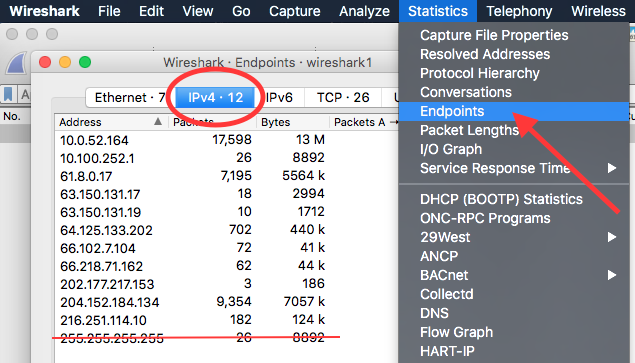 Wireshark File Edit View Go Capture Analyze Statistics Telephony Wireless
Wireshark · Endpoints · wireshark1
Ethernet · 7 IPv4 · 12 IPv6 TCP · 26 U
No.
Address Packets Bytes Packets A →
10.0.52.164 17,598 13 M
10.100.252.1 26 8892
61.8.0.17 7,195 5564 k
63.150.131.17 18 2994
63.150.131.19 10 1712
64.125.133.202 702 440 k
66.102.7.104 72 41 k
66.218.71.162 62 44 k
202.177.217.153 3 186
204.152.184.134 9,354 7057 k
216.251.114.10 182 124 k
255.255.255.255 26 8892
Capture File Properties
Resolved Addresses
Protocol Hierarchy
Conversations
Endpoints
Packet Lengths
I/O Graph
Service Response Time
DHCP (BOOTP) Statistics
ONC-RPC Programs
29West
ANCP
BACnet
Collectd
DNS
Flow Graph
HART-IP